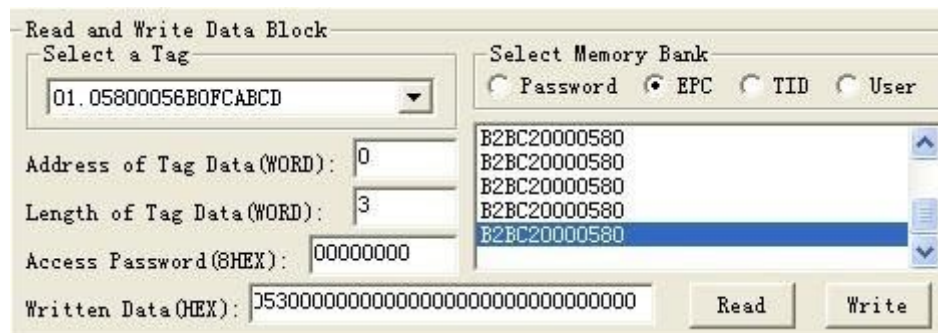 Read and Write Data Block
Select a Tag
01.05800056B0FCABCD
Address of Tag Data(WORD): 0
Length of Tag Data(WORD): 3
Access Password(8HEX): 00000000
Select Memory Bank
Password EPC TID User
B2BC20000580
B2BC20000580
B2BC20000580
B2BC20000580
B2BC20000580
Written Data(HEX):
Read Write